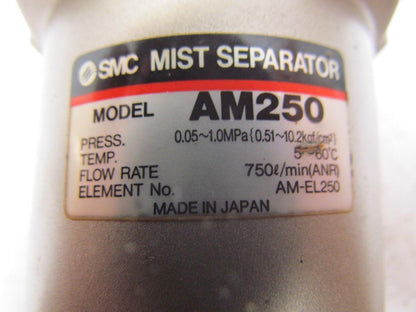 SMC MIST SEPARATOR
MODEL AM250
PRESS. 0.05~1.0MPa{0.51~10.2kgf/cm²}
TEMP. 5~60°C
FLOW RATE 750ℓ/min(ANR)
ELEMENT No. AM-EL250
MADE IN JAPAN